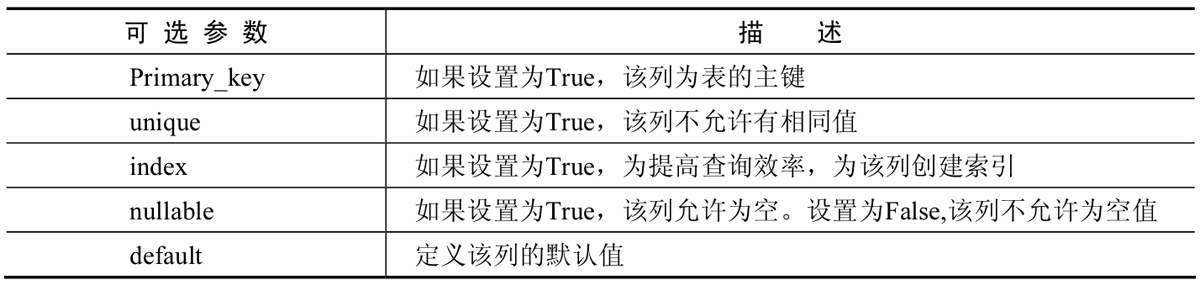 可选参数 描述
Primary_key 如果设置为True，该列为表的主键
unique 如果设置为True，该列不允许有相同值
index 如果设置为True，为提高查询效率，为该列创建索引
nullable 如果设置为True，该列允许为空。设置为False,该列不允许为空值
default 定义该列的默认值